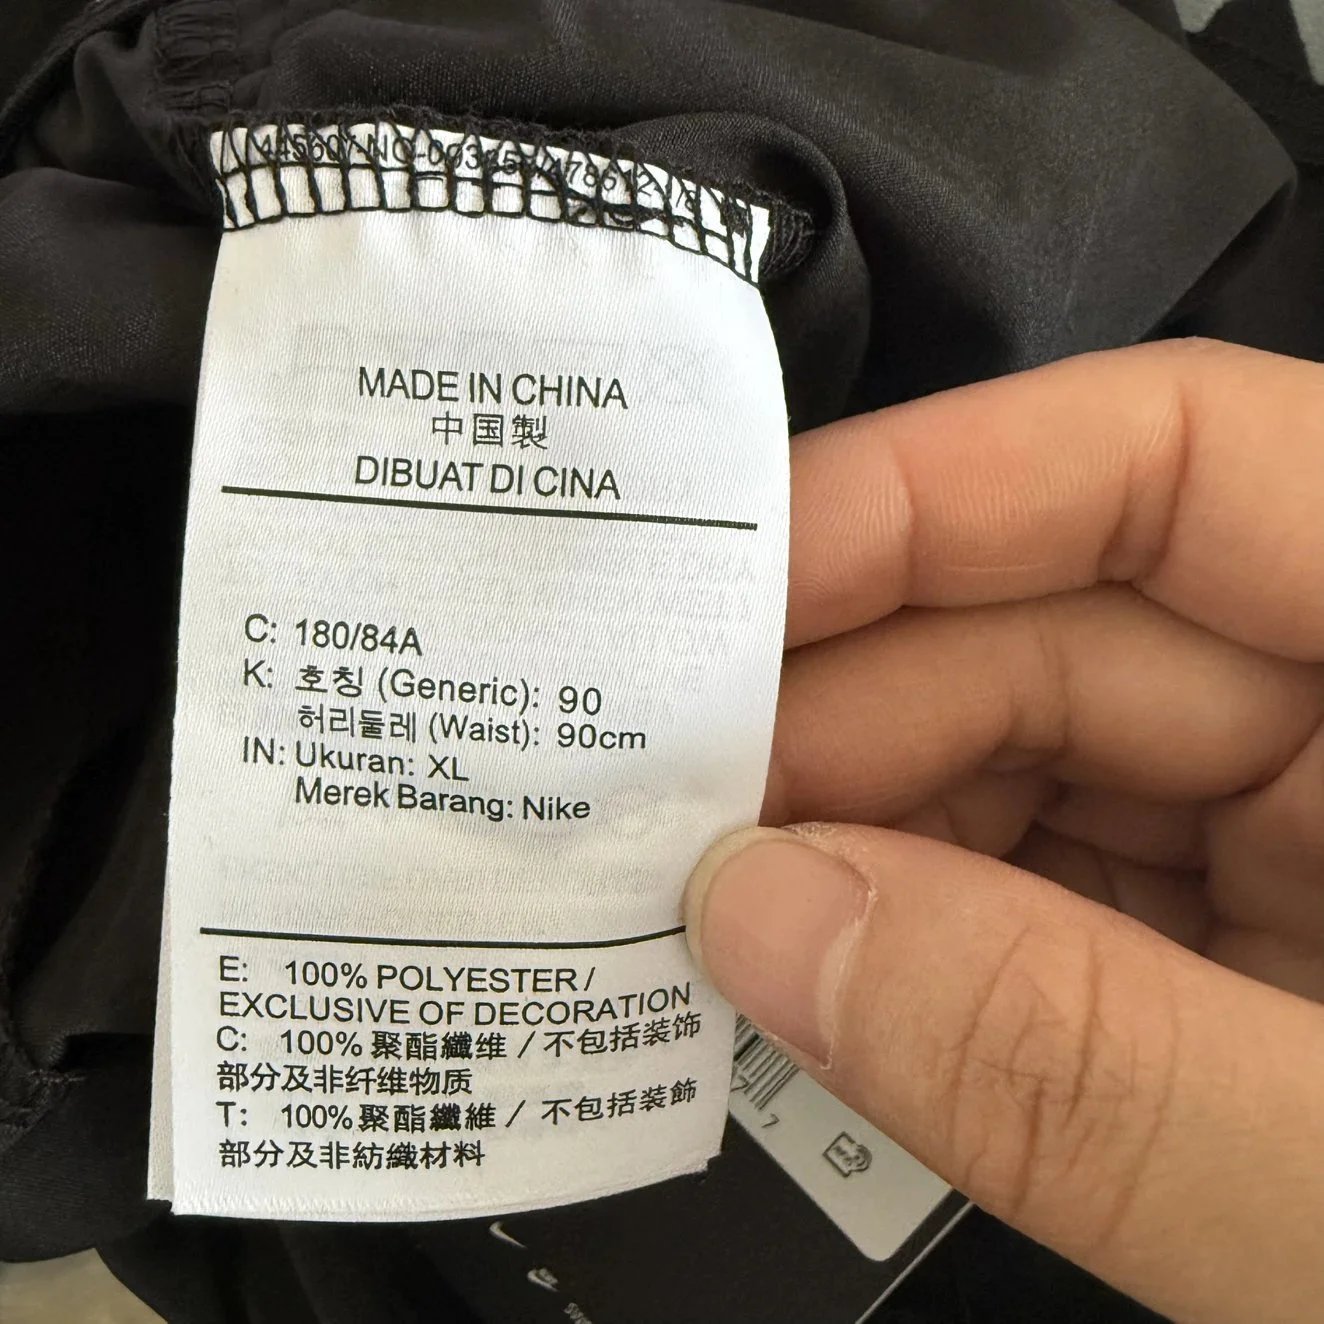 MADE IN CHINA
中国製
DIBUAT DI CINA
C: 180/84A
K: 호칭 (Generic): 90
허리둘레 (Waist): 90cm
IN: Ukuran: XL
Merek Barang: Nike
E: 100% POLYESTER /
EXCLUSIVE OF DECORATION
C: 100% 聚酯纖维 / 不包括装饰
部分及非纤维物质
T: 100% 聚酯纖維 / 不包括裝飾
部分及非紡織材料
7 7